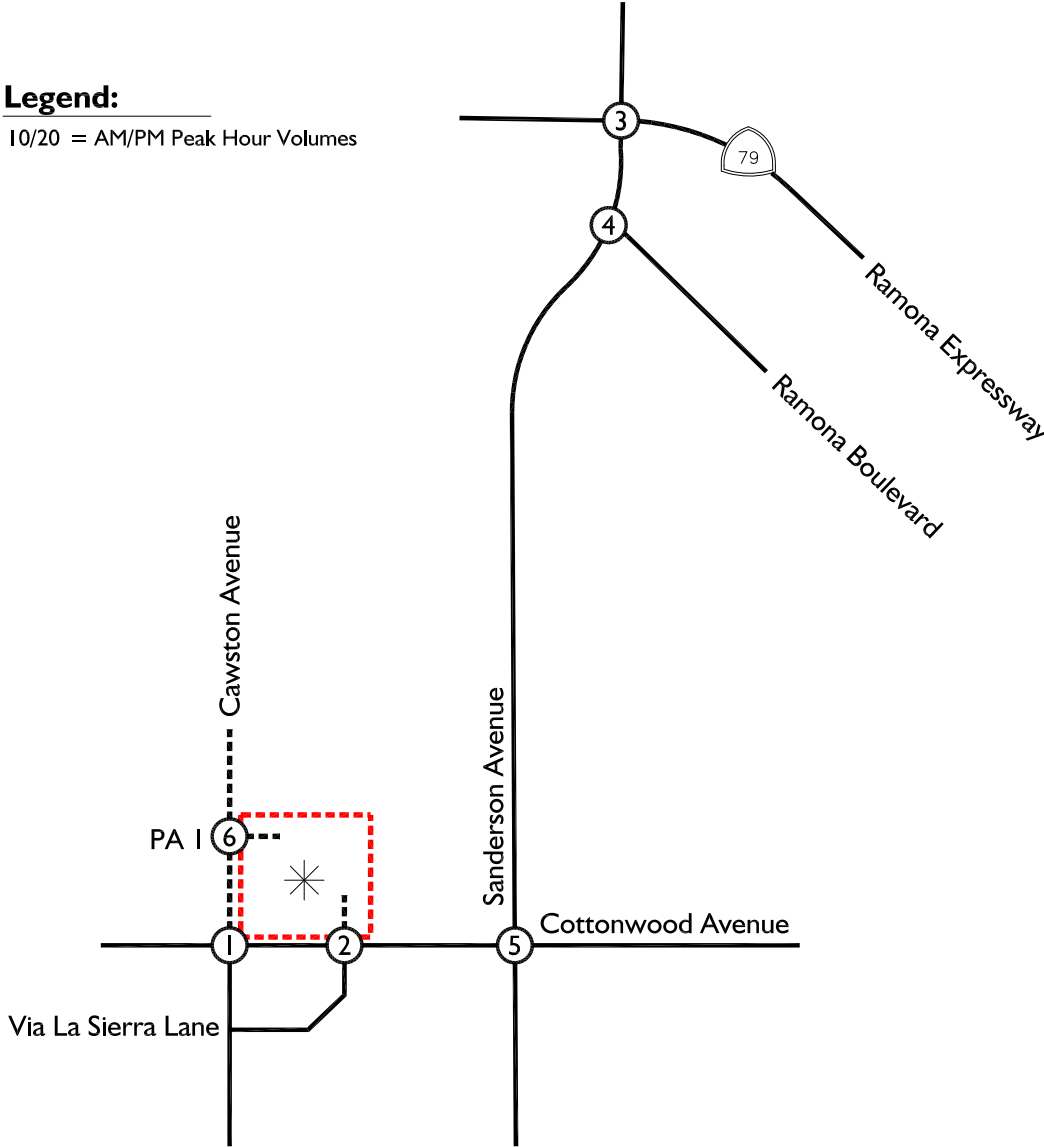 Legend:
10/20 = AM/PM Peak Hour Volumes
3
79
4
Ramona Expressway
Ramona Boulevard
Cawston Avenue
Sanderson Avenue
PA 1
6
Cottonwood Avenue
1
2
5
Via La Sierra Lane